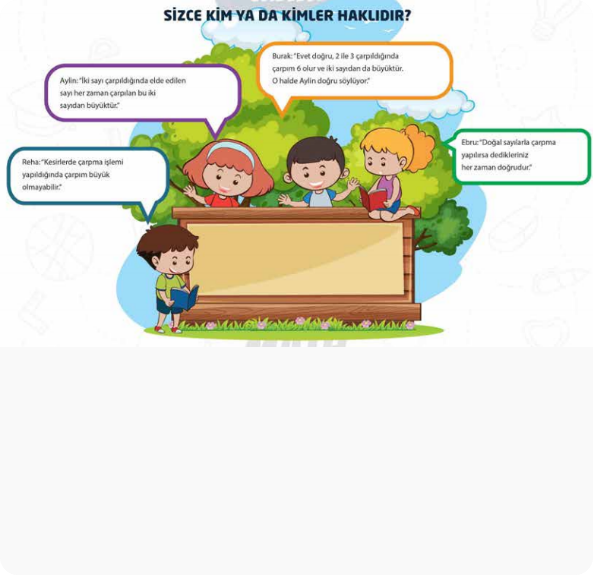 SİZCE KİM YA DA KİMLER HAKLIDIR?
Burak: "Evet doğru, 2 ile 3 çarpıldığında
çarpım 6 olur ve iki sayıdan da büyüktür.
O halde Aylin doğru söylüyor."
Aylin: "İki sayı çarpıldığında elde edilen
sayı her zaman çarpılan bu iki
sayıdan büyüktür."
Ebru: "Doğal sayılarla çarpma
yapılırsa dedikleriniz
her zaman doğrudur."
Reha: "Kesirlerde çarpma işlemi
yapıldığında çarpım büyük
olmayabilir."